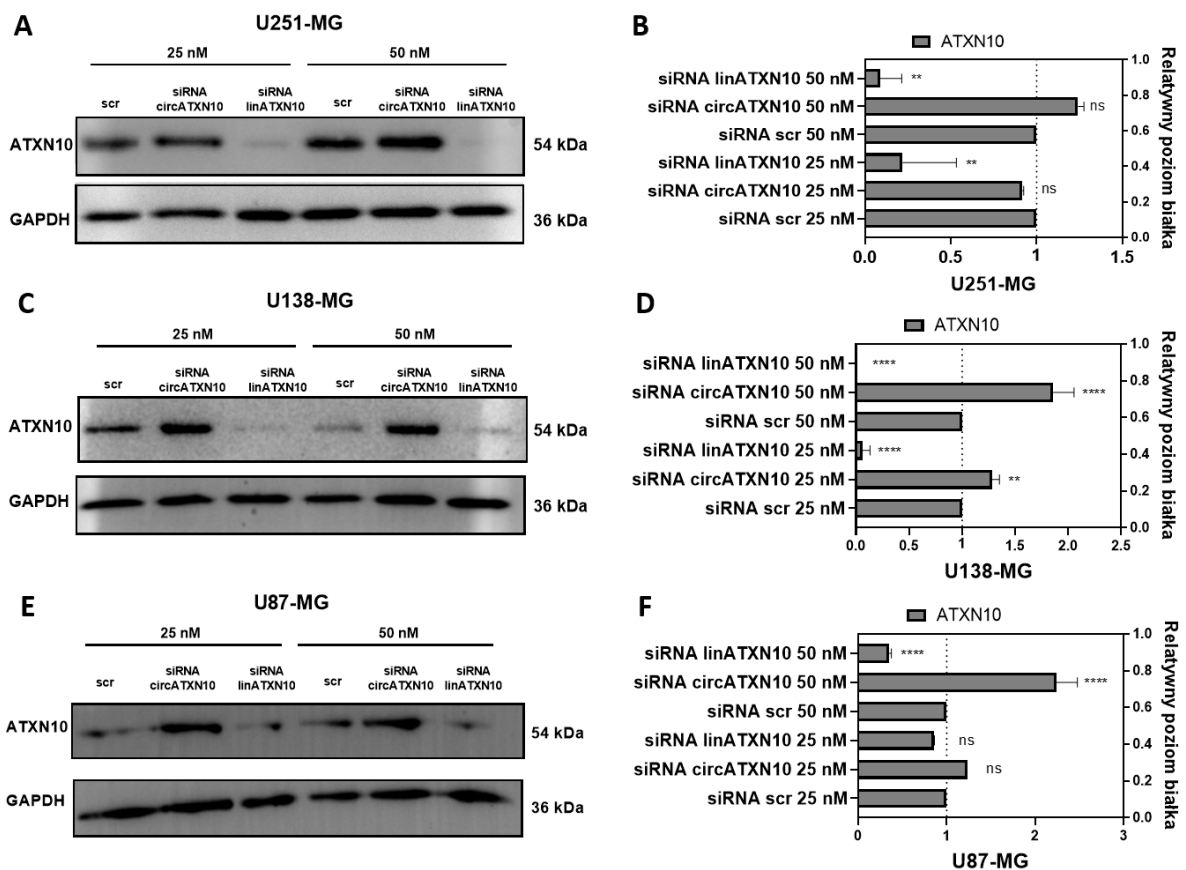 A
U251-MG
25 nM
50 nM
scr
siRNA
circATXN10
siRNA
linATXN10
scr
siRNA
circATXN10
siRNA
linATXN10
ATXN10
54 kDa
GAPDH
36 kDa
B
ATXN10
siRNA linATXN10 50 nM
siRNA circATXN10 50 nM
siRNA scr 50 nM
siRNA linATXN10 25 nM
siRNA circATXN10 25 nM
siRNA scr 25 nM
**
ns
**
ns
0.0
0.5
1
1.5
U251-MG
1.0
0.8
0.6
0.4
0.2
0.0
Relatywny poziom białka
C
U138-MG
25 nM
50 nM
scr
siRNA
circATXN10
siRNA
linATXN10
scr
siRNA
circATXN10
siRNA
linATXN10
ATXN10
54 kDa
GAPDH
36 kDa
D
ATXN10
siRNA linATXN10 50 nM
siRNA circATXN10 50 nM
siRNA scr 50 nM
siRNA linATXN10 25 nM
siRNA circATXN10 25 nM
siRNA scr 25 nM
****
****
****
**
0.0
0.5
1
1.5
2.0
2.5
U138-MG
1.0
0.8
0.6
0.4
0.2
0.0
Relatywny poziom białka
E
U87-MG
25 nM
50 nM
scr
siRNA
circATXN10
siRNA
linATXN10
scr
siRNA
circATXN10
siRNA
linATXN10
ATXN10
54 kDa
GAPDH
36 kDa
F
ATXN10
siRNA linATXN10 50 nM
siRNA circATXN10 50 nM
siRNA scr 50 nM
siRNA linATXN10 25 nM
siRNA circATXN10 25 nM
siRNA scr 25 nM
****
****
ns
ns
0
1
2
3
U87-MG
1.0
0.8
0.6
0.4
0.2
0.0
Relatywny poziom białka